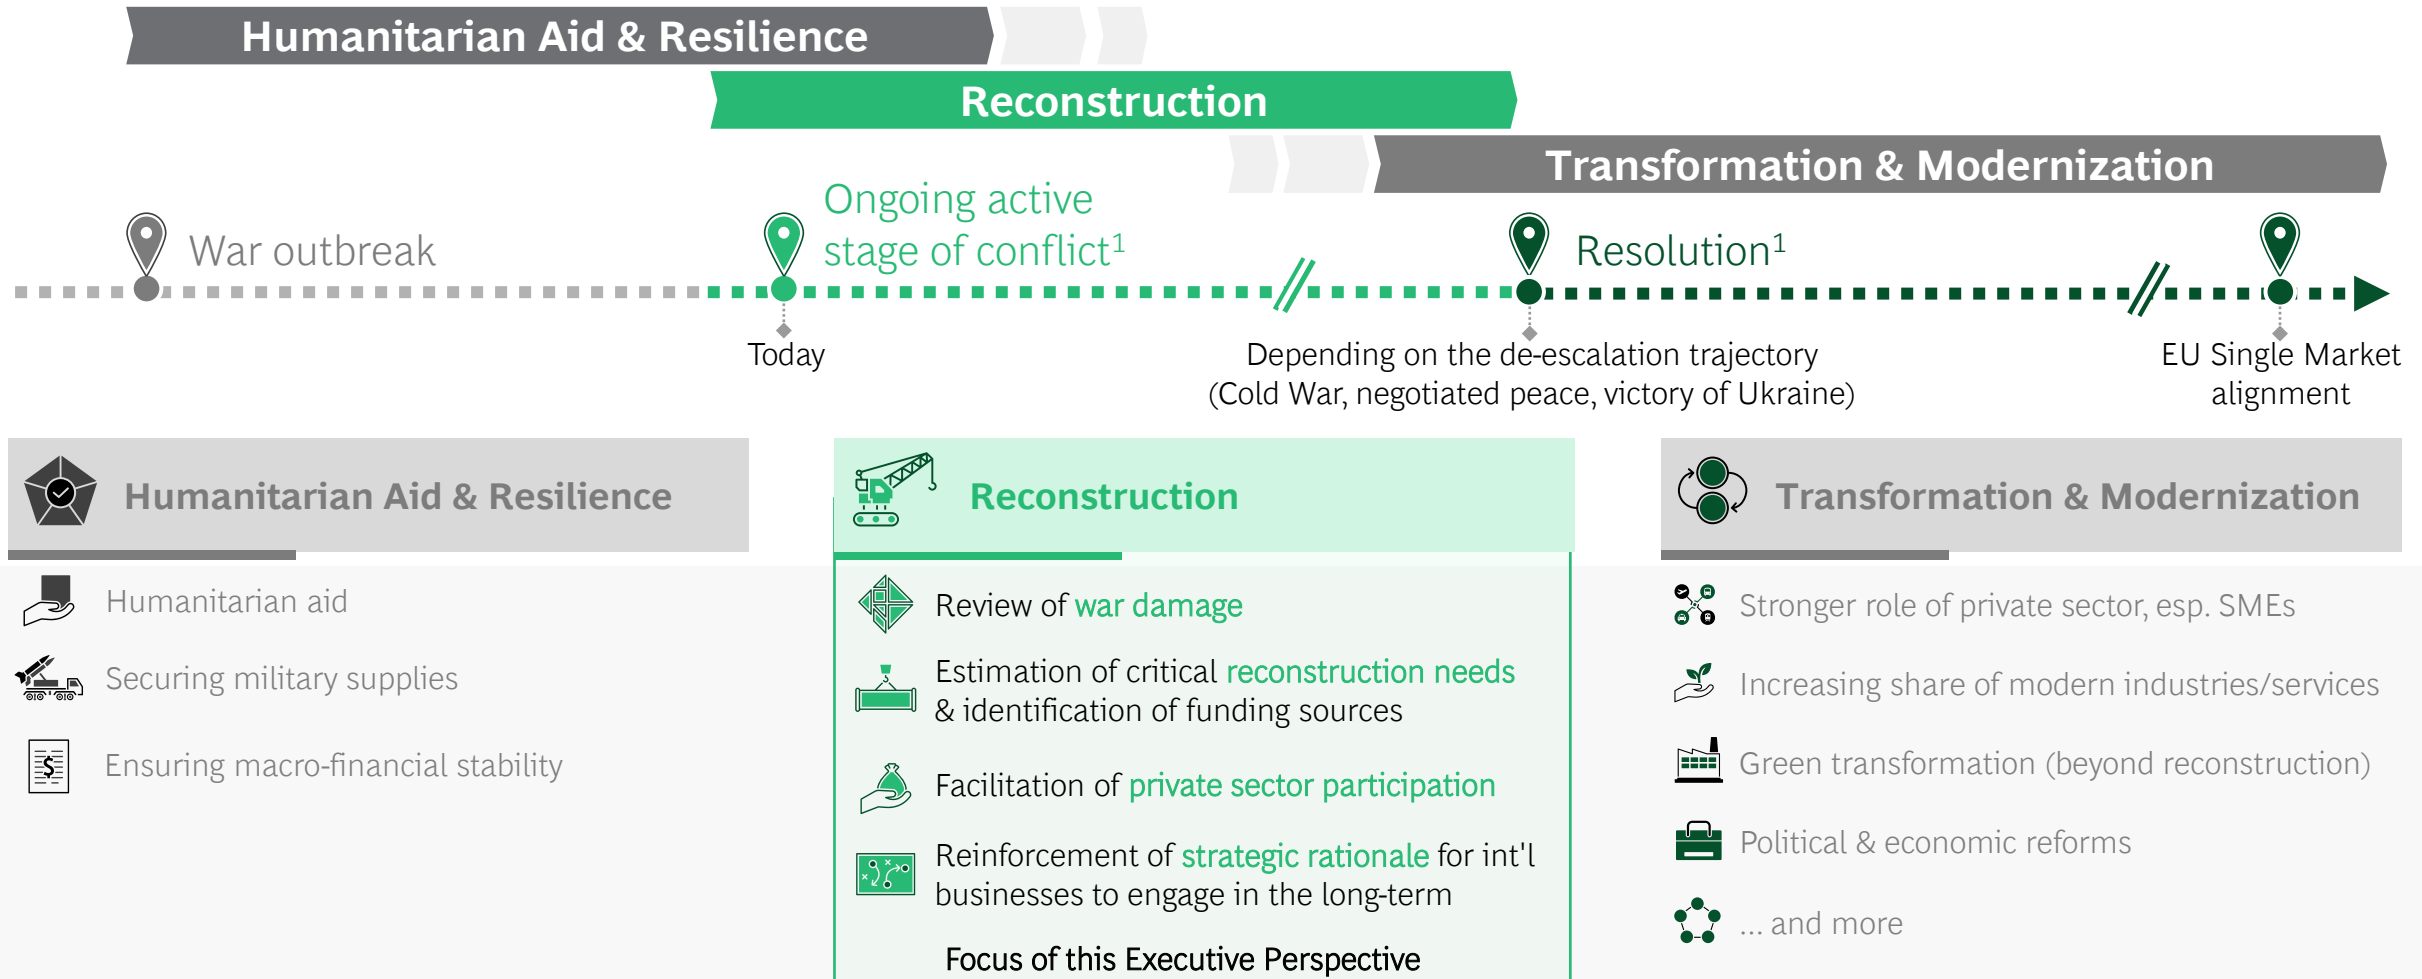 Humanitarian Aid & Resilience
Reconstruction
Transformation & Modernization
War outbreak
Ongoing active
stage of conflict¹
Resolution¹
Today
Depending on the de-escalation trajectory
(Cold War, negotiated peace, victory of Ukraine)
EU Single Market
alignment
Humanitarian Aid & Resilience
Humanitarian aid
Securing military supplies
$
Ensuring macro-financial stability
Reconstruction
Review of war damage
Estimation of critical reconstruction needs
& identification of funding sources
Facilitation of private sector participation
Reinforcement of strategic rationale for int'l
businesses to engage in the long-term
Focus of this Executive Perspective
Transformation & Modernization
Stronger role of private sector, esp. SMEs
Increasing share of modern industries/services
Green transformation (beyond reconstruction)
Political & economic reforms
... and more